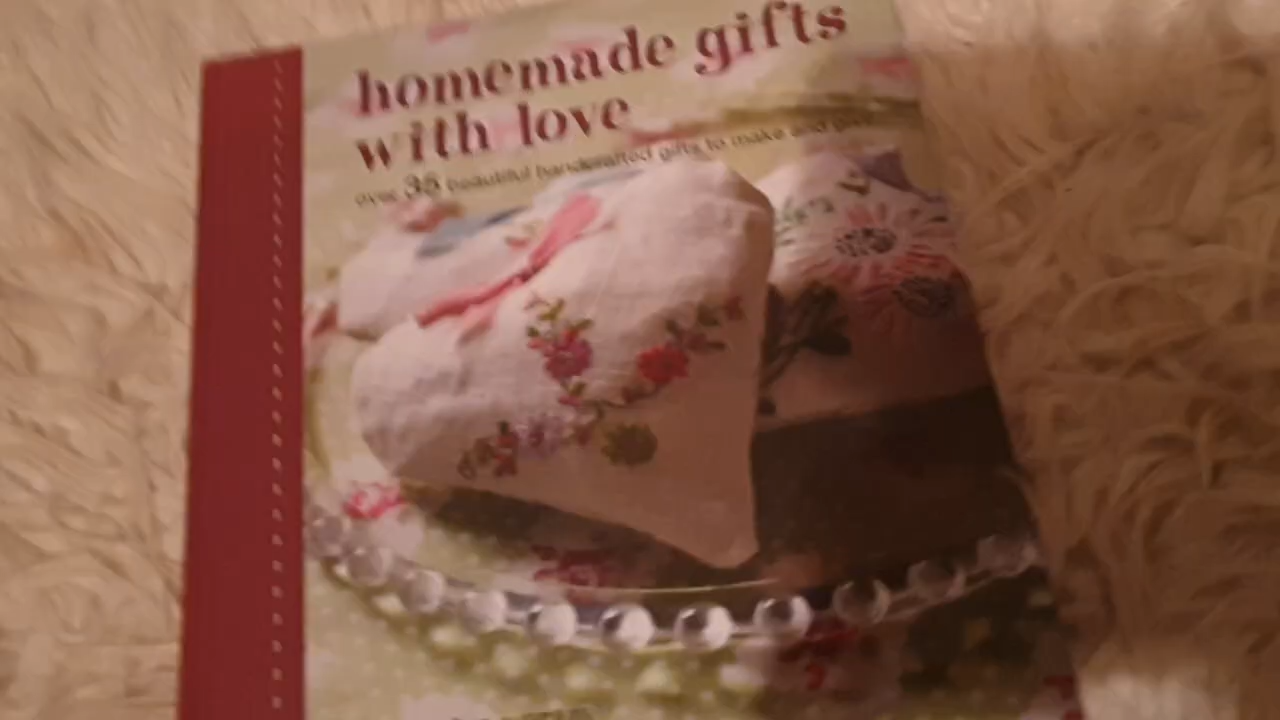 homemade gifts
with love
over 35 beautiful handcrafted gifts to make and give